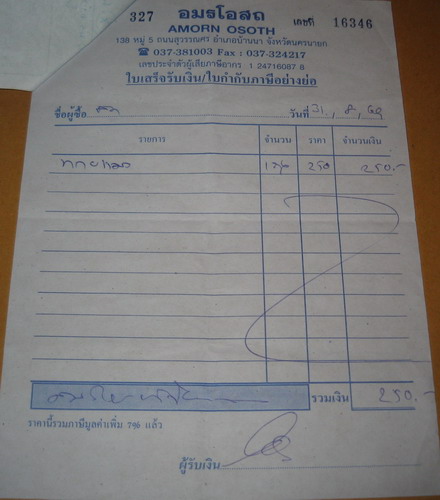 327 อมรโอสถ เลขที่ 16346
AMORN OSOTH
138 หมู่ 5 ถนนสุวรรณศร อำเภอบ้านนา จังหวัดนครนายก
☎ 037-381003 Fax : 037-324217
เลขประจำตัวผู้เสียภาษีอากร 1 24716087 8
ใบเสร็จรับเงิน/ใบกำกับภาษีอย่างย่อ
ชื่อผู้ซื้อ วันที่ 31, 8, 49
รายการ จำนวน ราคา จำนวนเงิน
250 250.-
รวมเงิน 250.-
ราคานี้รวมภาษีมูลค่าเพิ่ม 7% แล้ว
ผู้รับเงิน